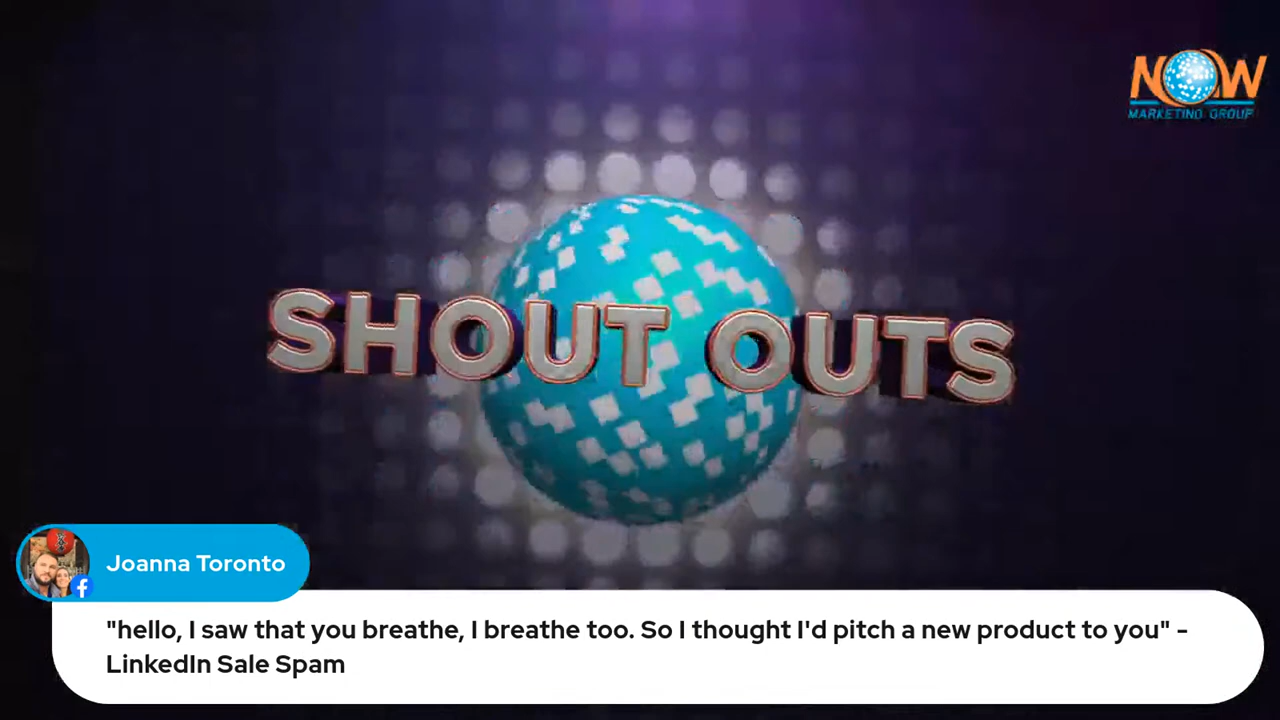 NOW
MARKETING GROUP
SHOUT OUTS
Joanna Toronto
"hello, I saw that you breathe, I breathe too. So I thought I'd pitch a new product to you" -
LinkedIn Sale Spam